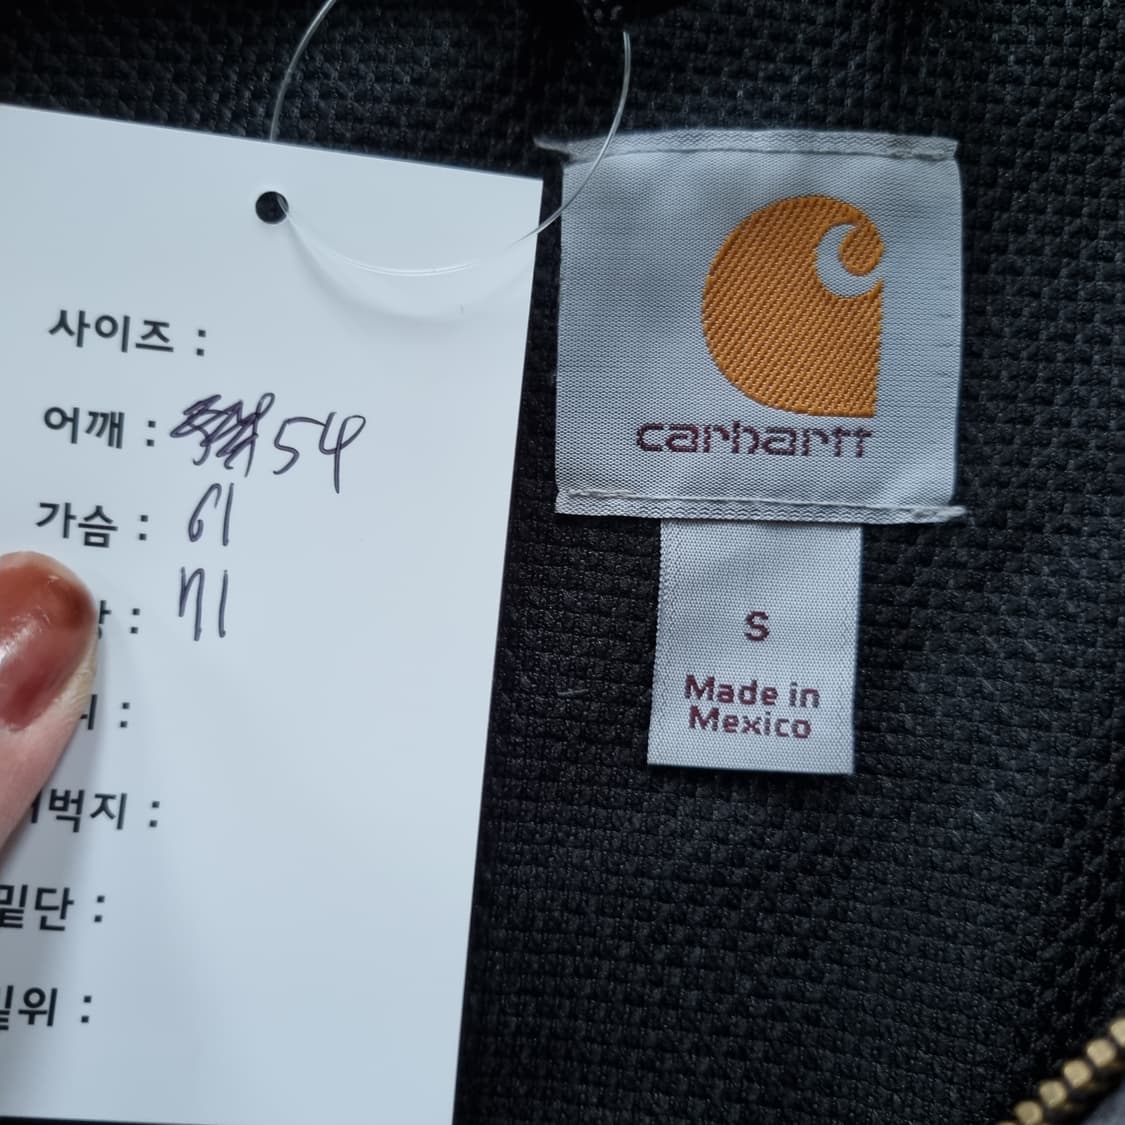 사이즈 :
어깨 : 54
가슴 : 61
: 71
:
벅지 :
밑단 :
위 :
carhartt
S
Made in
Mexico